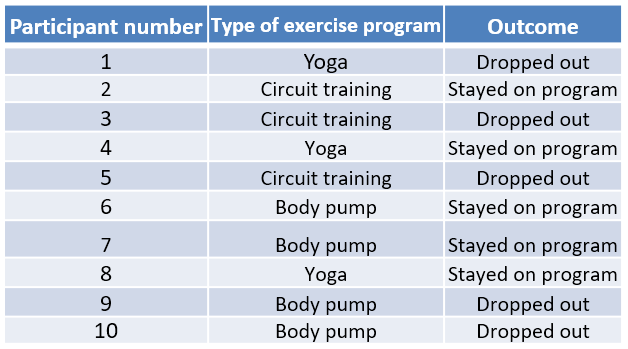 Participant number Type of exercise program Outcome
1 Yoga Dropped out
2 Circuit training Stayed on program
3 Circuit training Dropped out
4 Yoga Stayed on program
5 Circuit training Dropped out
6 Body pump Stayed on program
7 Body pump Stayed on program
8 Yoga Stayed on program
9 Body pump Dropped out
10 Body pump Dropped out